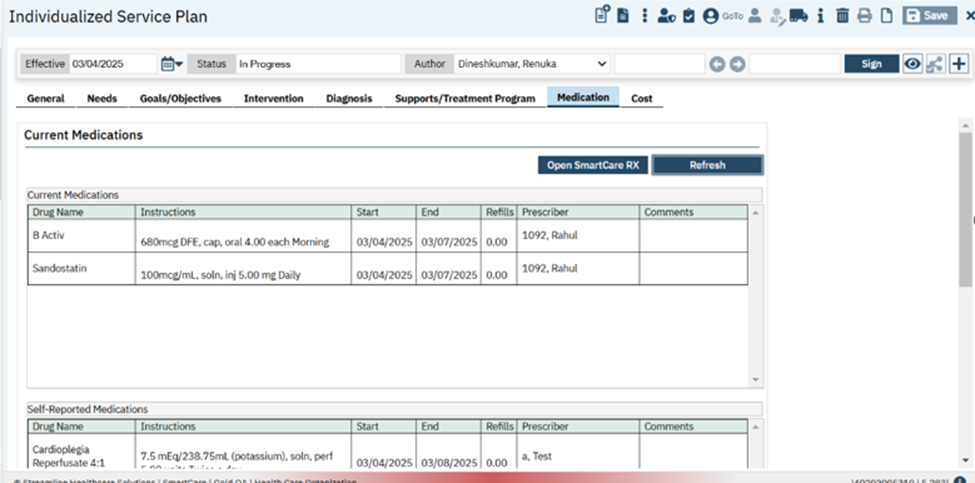 Individualized Service Plan
GoTo
Save
Effective 03/04/2025 Status In Progress Author Dineshkumar, Renuka Sign
General Needs Goals/Objectives Intervention Diagnosis Supports/Treatment Program Medication Cost
Current Medications
Open SmartCare RX Refresh
Current Medications
Drug Name Instructions Start End Refills Prescriber Comments
B Activ 680mcg DFE, cap, oral 4.00 each Morning 03/04/2025 03/07/2025 0.00 1092, Rahul
Sandostatin 100mcg/mL, soln, inj 5.00 mg Daily 03/04/2025 03/07/2025 0.00 1092, Rahul
Self-Reported Medications
Drug Name Instructions Start End Refills Prescriber Comments
Cardioplegia
Reperfusate 4:1 7.5 mEq/238.75mL (potassium), soln, perf 03/04/2025 03/08/2025 0.00 a, Test